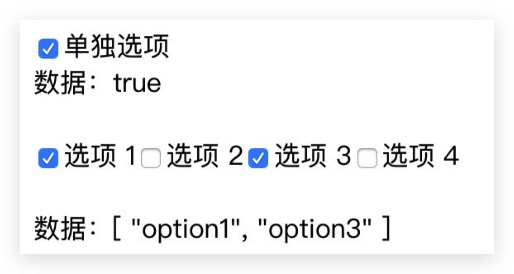 单独选项
数据：true
选项 1 选项 2 选项 3 选项 4
数据：[ "option1", "option3" ]